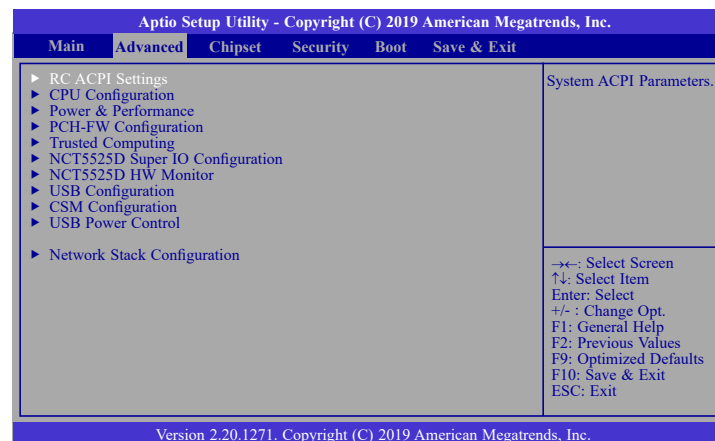 Aptio Setup Utility - Copyright (C) 2019 American Megatrends, Inc.
Main Advanced Chipset Security Boot Save & Exit
► RC ACPI Settings
► CPU Configuration
► Power & Performance
► PCH-FW Configuration
► Trusted Computing
► NCT5525D Super IO Configuration
► NCT5525D HW Monitor
► USB Configuration
► CSM Configuration
► USB Power Control
► Network Stack Configuration
System ACPI Parameters.
→←: Select Screen
↑↓: Select Item
Enter: Select
+/- : Change Opt.
F1: General Help
F2: Previous Values
F9: Optimized Defaults
F10: Save & Exit
ESC: Exit
Version 2.20.1271. Copyright (C) 2019 American Megatrends, Inc.